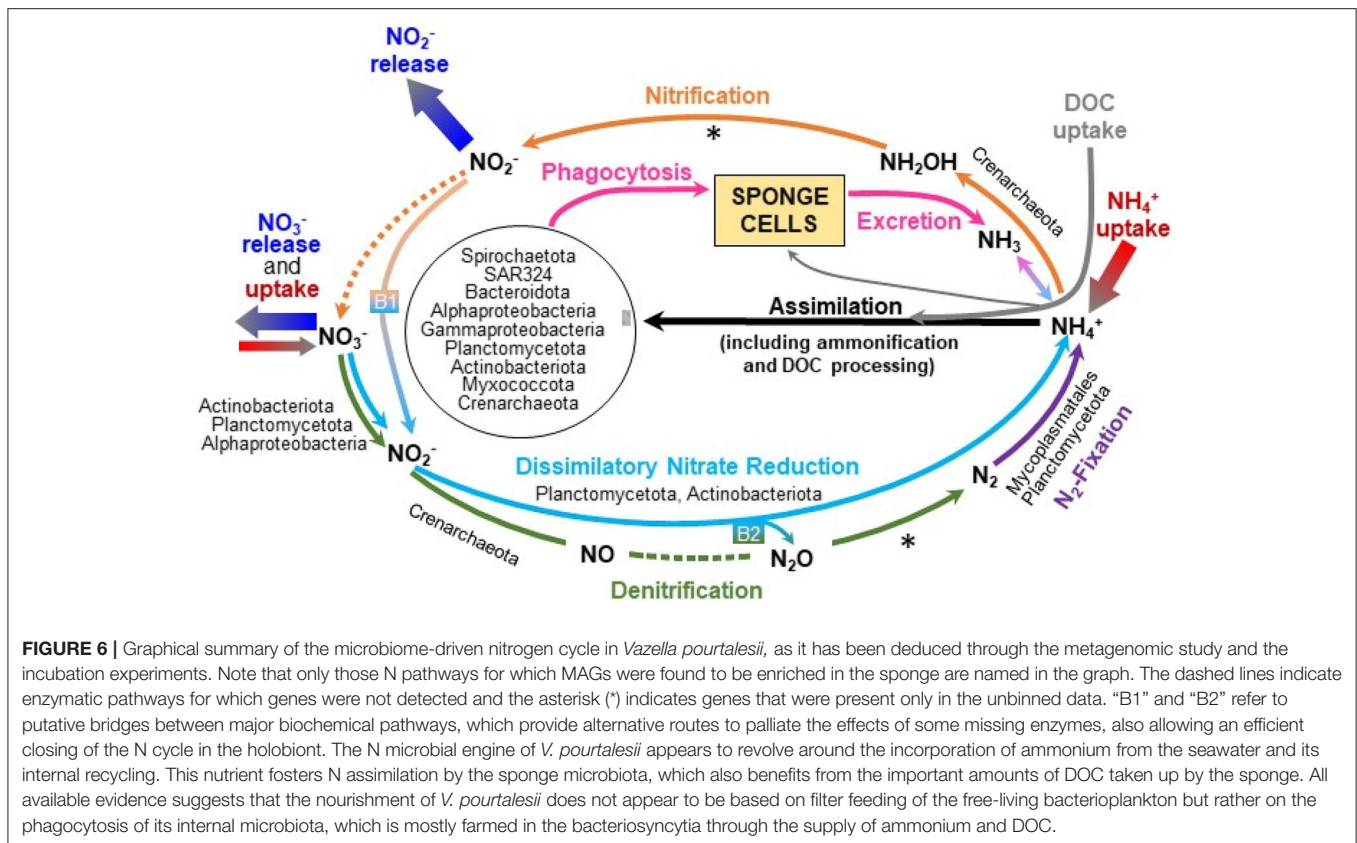 NO₂⁻
release
Nitrification
*
DOC
uptake
NO₂⁻
NH₂OH
Crenarchaeota
Phagocytosis
SPONGE
CELLS
Excretion
NH₃
NH₄⁺
uptake
NO₃⁻
release
and
uptake
B1
Spirochaetota
SAR324
Bacteroidota
Alphaproteobacteria
Gammaproteobacteria
Planctomycetota
Actinobacteriota
Myxococcota
Crenarchaeota
Assimilation
(including ammonification
and DOC processing)
NH₄⁺
NO₃⁻
Actinobacteriota
Planctomycetota
Alphaproteobacteria
NO₂⁻
Dissimilatory Nitrate Reduction
Planctomycetota, Actinobacteriota
N₂
Mycoplasmatales
Planctomycetota
N₂-Fixation
Crenarchaeota
B2
NO
N₂O
*
Denitrification
FIGURE 6 | Graphical summary of the microbiome-driven nitrogen cycle in Vazella pourtalesii, as it has been deduced through the metagenomic study and the
incubation experiments. Note that only those N pathways for which MAGs were found to be enriched in the sponge are named in the graph. The dashed lines indicate
enzymatic pathways for which genes were not detected and the asterisk (*) indicates genes that were present only in the unbinned data. “B1” and “B2” refer to
putative bridges between major biochemical pathways, which provide alternative routes to palliate the effects of some missing enzymes, also allowing an efficient
closing of the N cycle in the holobiont. The N microbial engine of V. pourtalesii appears to revolve around the incorporation of ammonium from the seawater and its
internal recycling. This nutrient fosters N assimilation by the sponge microbiota, which also benefits from the important amounts of DOC taken up by the sponge. All
available evidence suggests that the nourishment of V. pourtalesii does not appear to be based on filter feeding of the free-living bacterioplankton but rather on the
phagocytosis of its internal microbiota, which is mostly farmed in the bacteriosyncytia through the supply of ammonium and DOC.